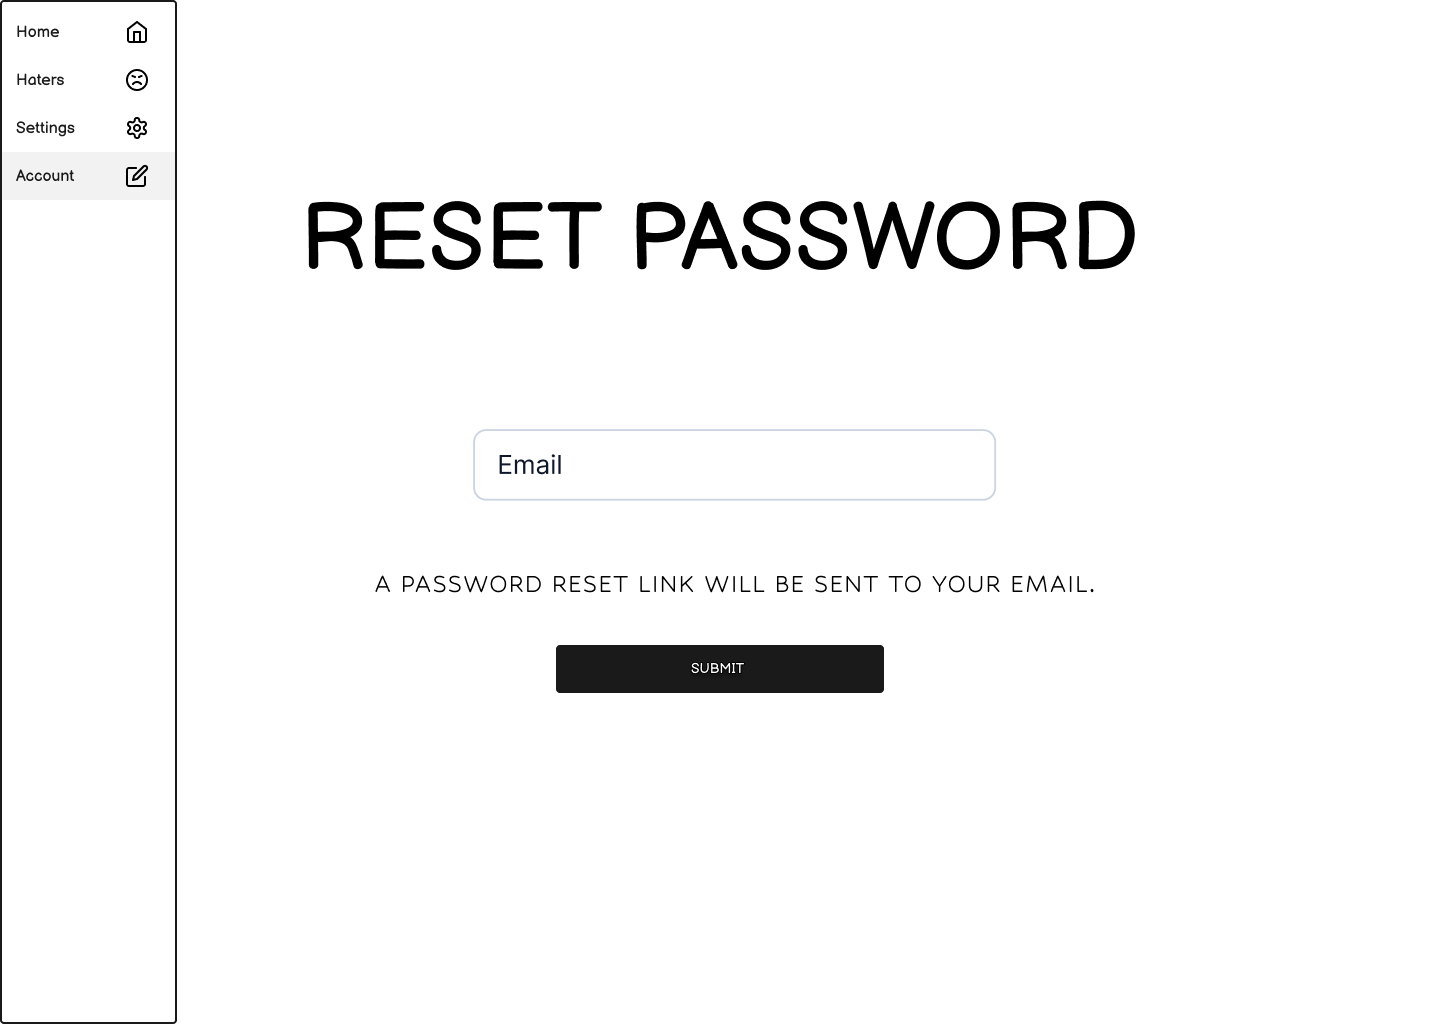 Home
Haters
Settings
Account
RESET PASSWORD
Email
A PASSWORD RESET LINK WILL BE SENT TO YOUR EMAIL.
SUBMIT